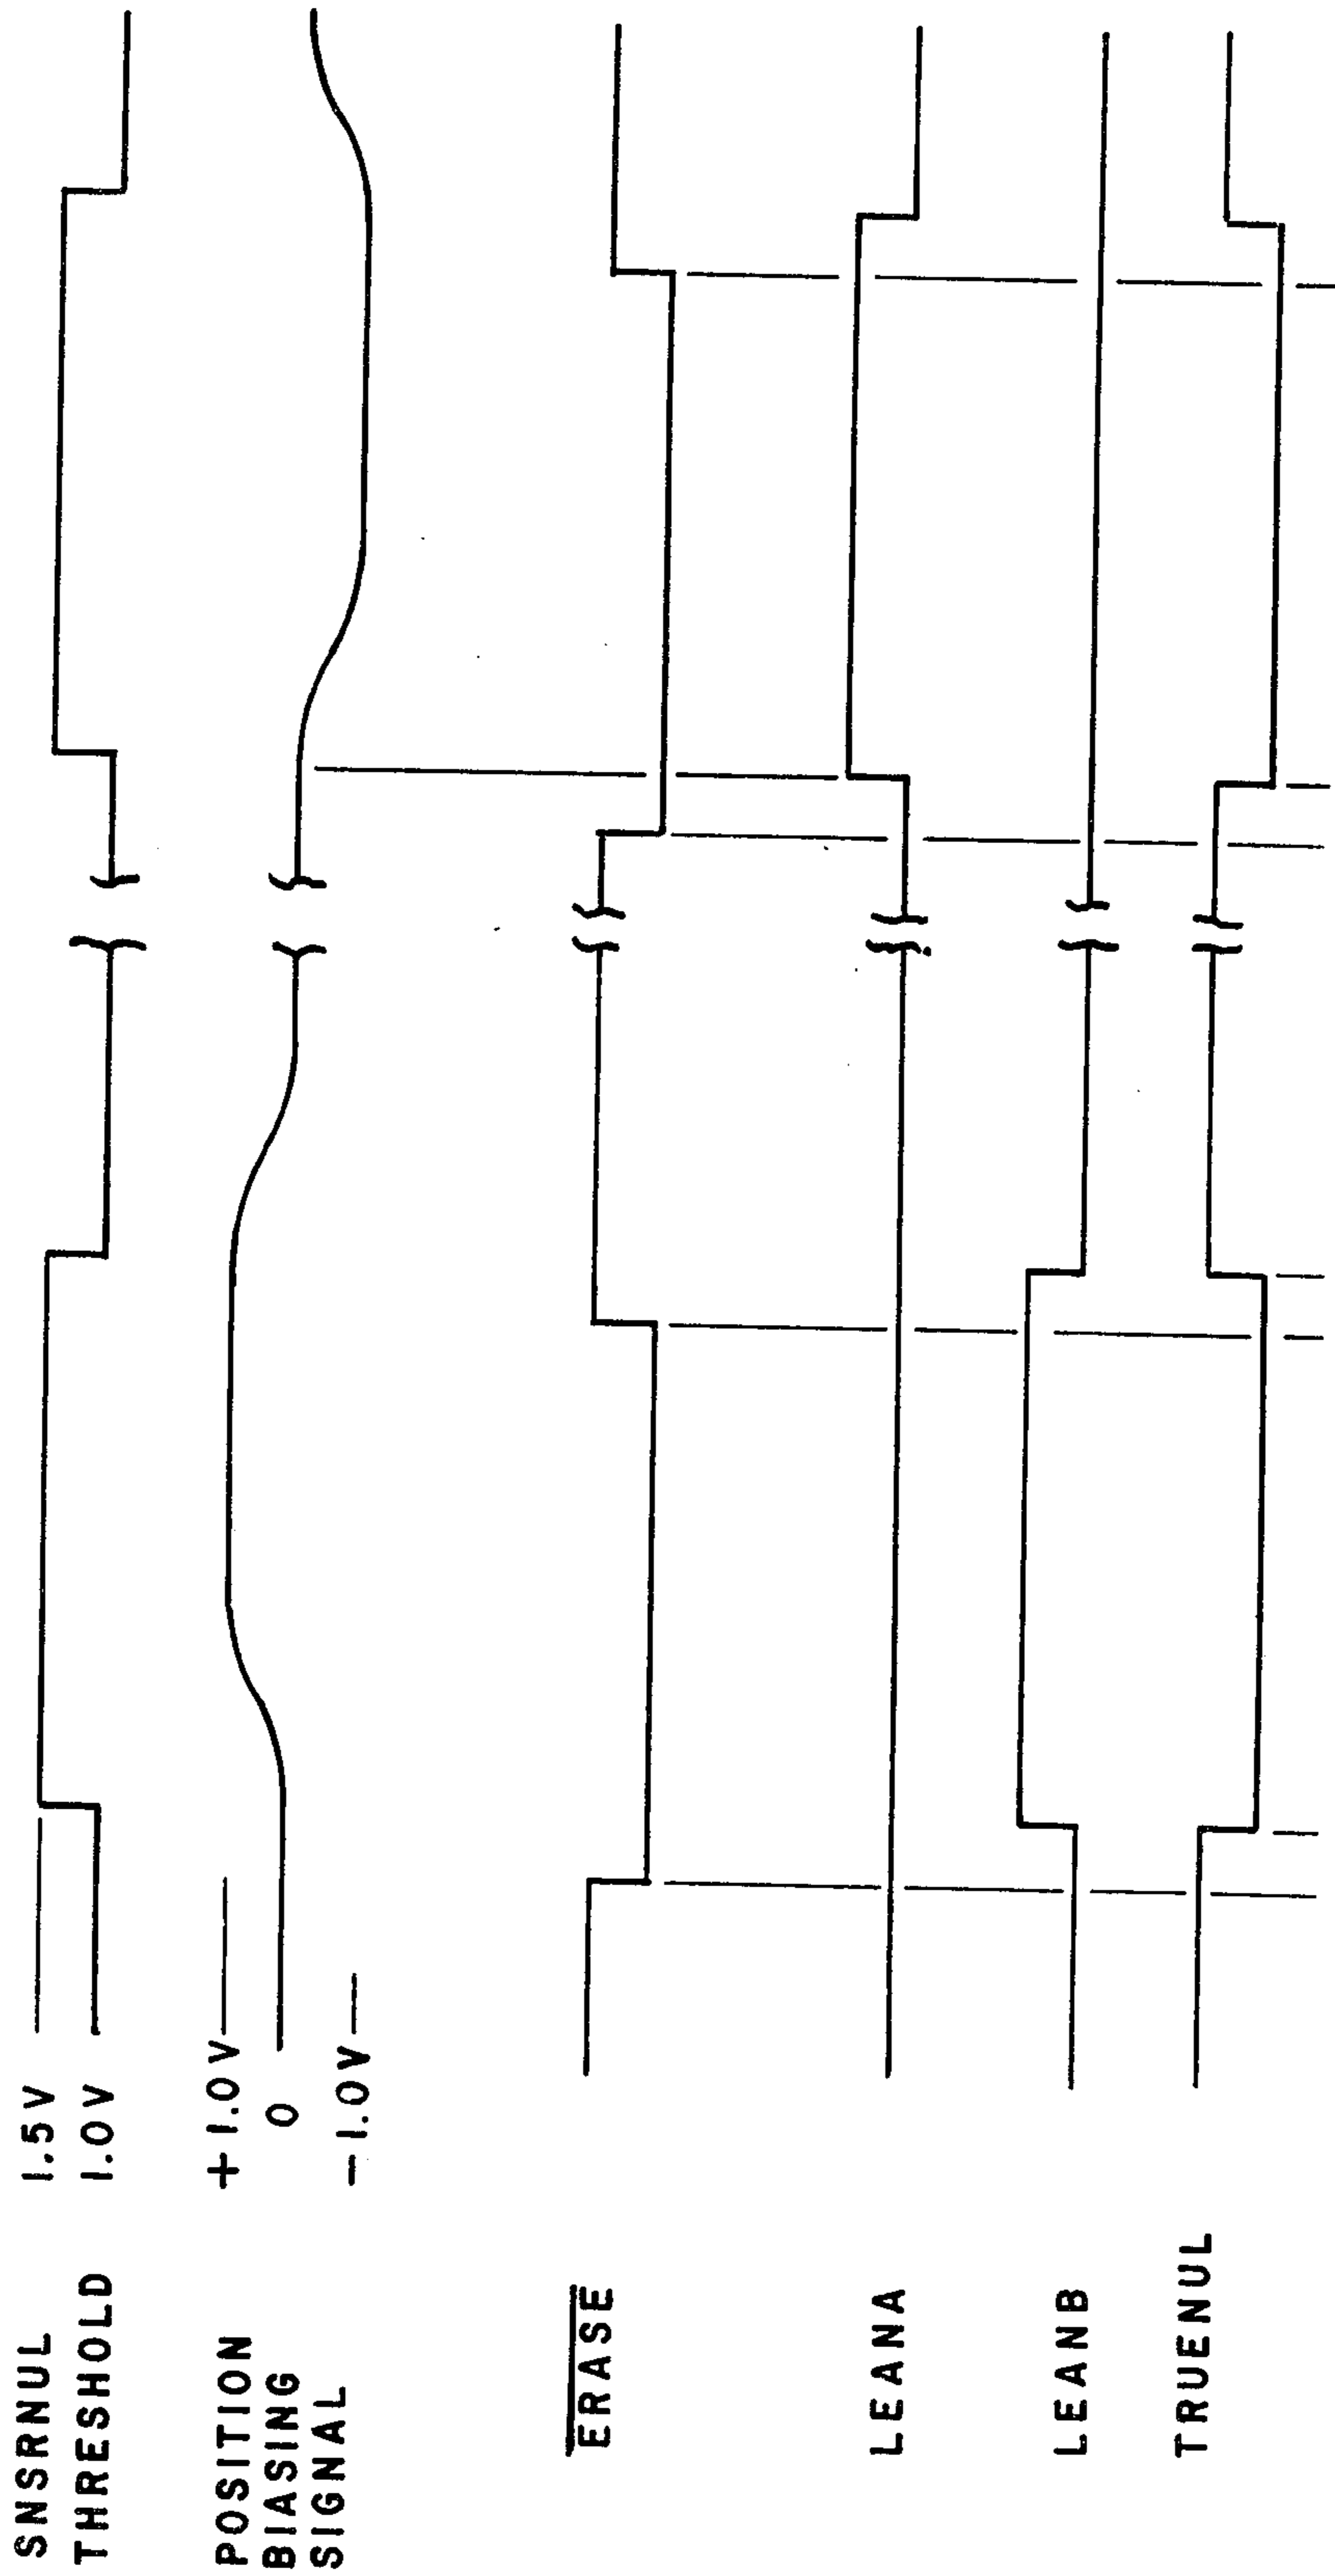 SNSRNUL 1.5V
THRESHOLD 1.0V
POSITION +1.0V
BIASING 0
SIGNAL -1.0V
ERASE
LEANA
LEANB
TRUENUL